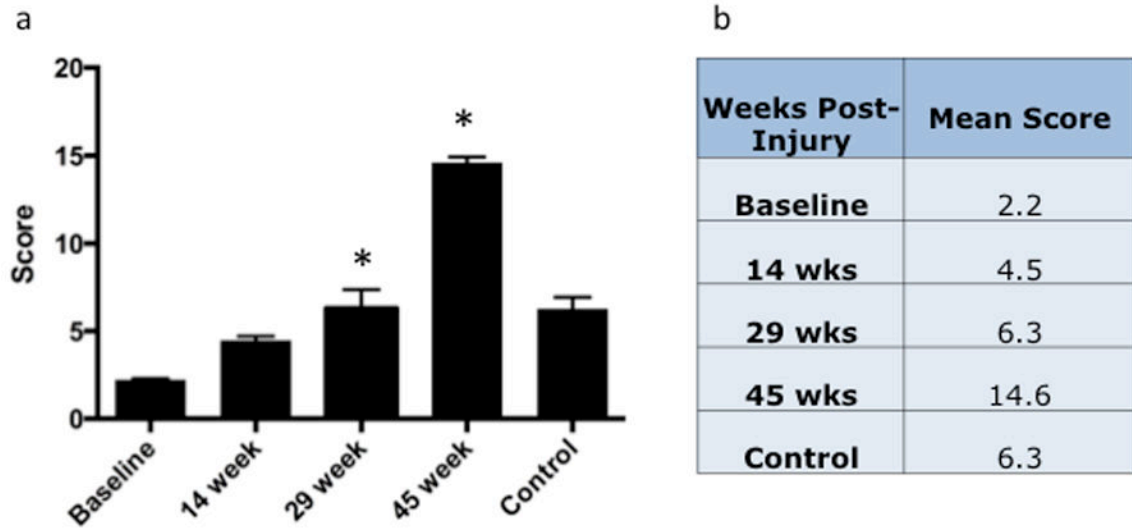 a
20
15
10
5
0
Score
*
*
Baseline
14 week
29 week
45 week
Control
b
Weeks Post-
Injury
Mean Score
Baseline 2.2
14 wks 4.5
29 wks 6.3
45 wks 14.6
Control 6.3